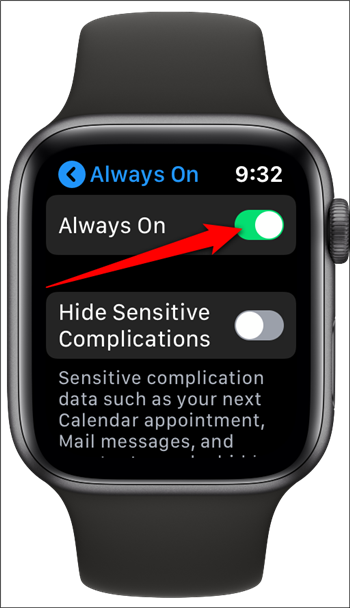 Always On 9:32
Always On
Hide Sensitive
Complications
Sensitive complication
data such as your next
Calendar appointment,
Mail messages, and